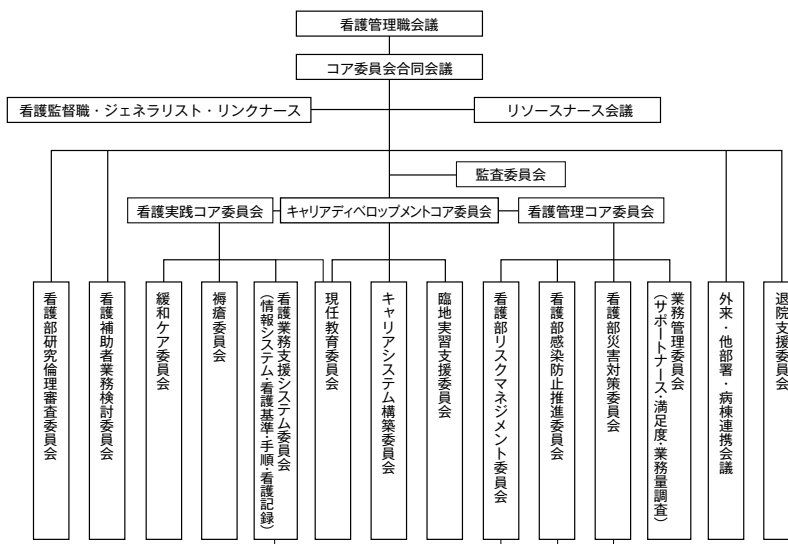 看護管理職会議
コア委員会合同会議
看護監督職・ジェネラリスト・リンクナース
リソースナース会議
監査委員会
看護実践コア委員会
キャリアディベロップメントコア委員会
看護管理コア委員会
看護部研究倫理審査委員会
看護補助者業務検討委員会
緩和ケア委員会
褥瘡委員会
看護業務支援システム委員会
(情報システム・看護基準・手順・看護記録)
現任教育委員会
キャリアシステム構築委員会
臨地実習支援委員会
看護部リスクマネジメント委員会
看護部感染防止推進委員会
看護部災害対策委員会
業務管理委員会
(サポートナース・満足度・業務量調査)
外来・他部署・病棟連携会議
退院支援委員会